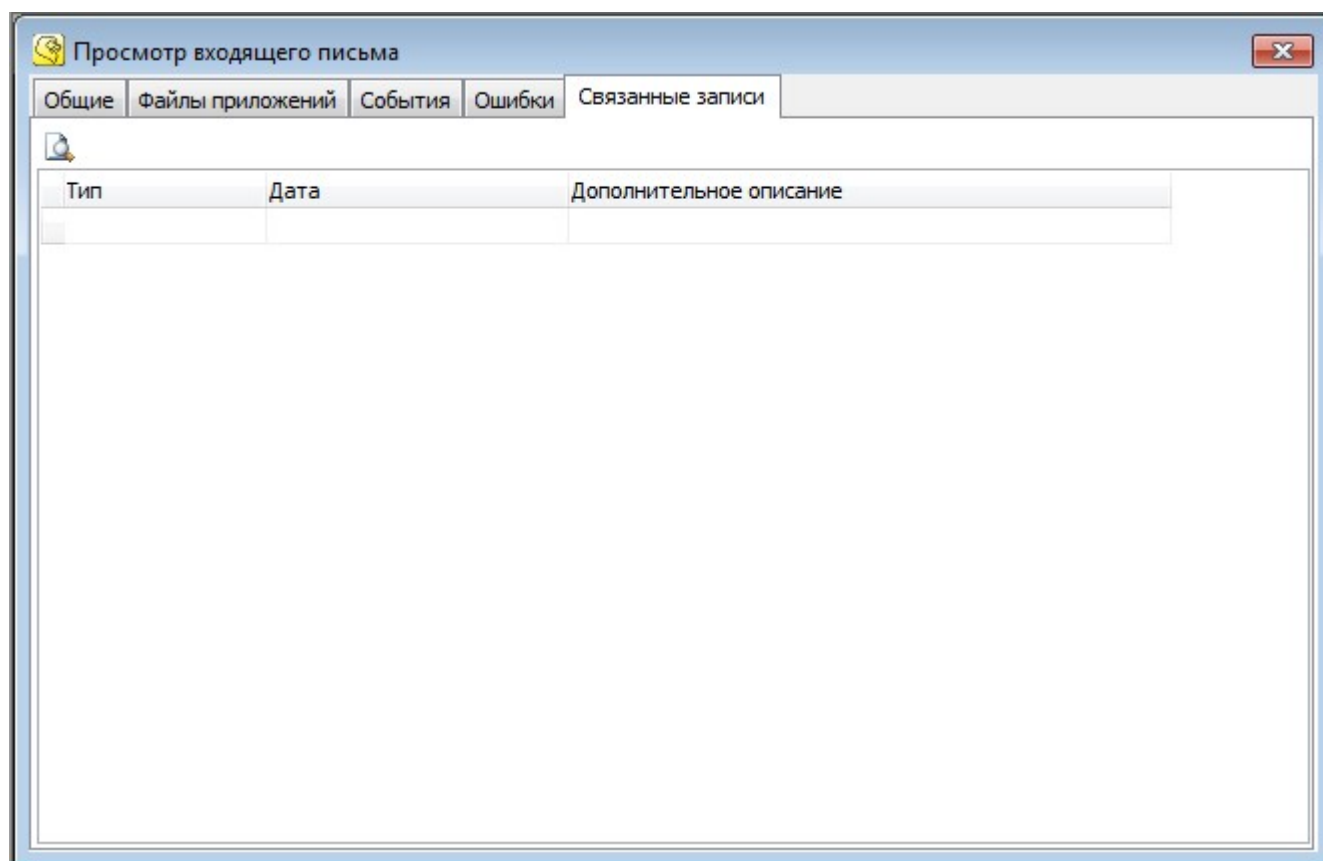 Просмотр входящего письма
Общие Файлы приложений События Ошибки Связанные записи
Тип Дата Дополнительное описание